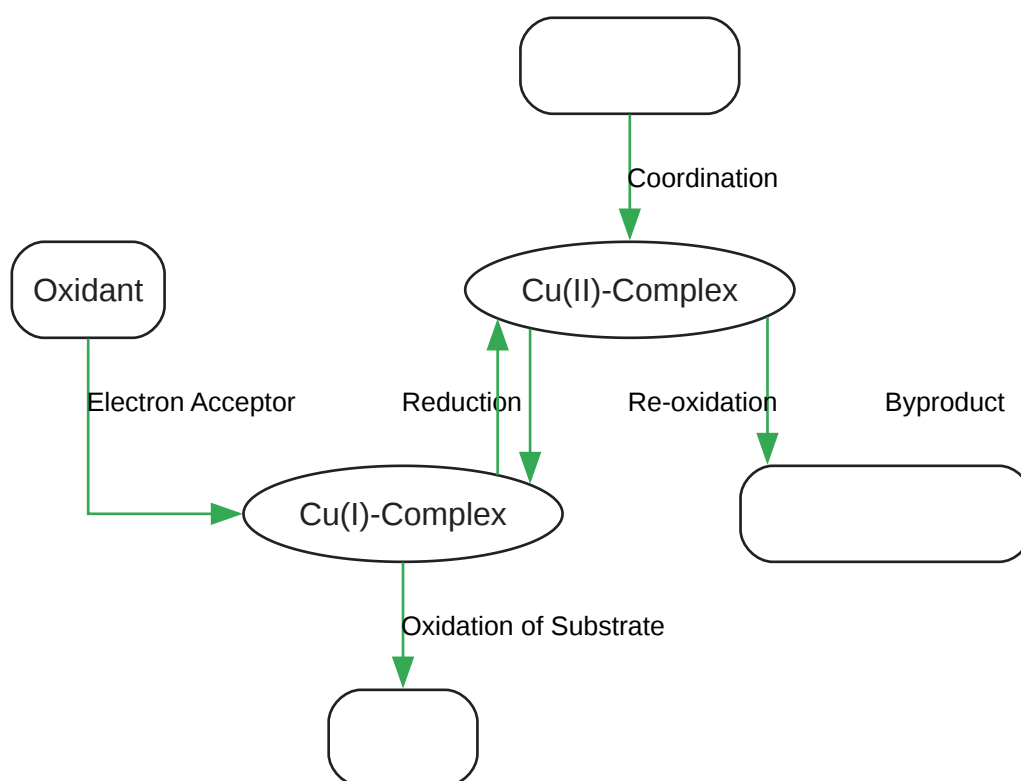 Coordination
Oxidant
Cu(II)-Complex
Electron Acceptor
Reduction
Re-oxidation
Byproduct
Cu(I)-Complex
Oxidation of Substrate